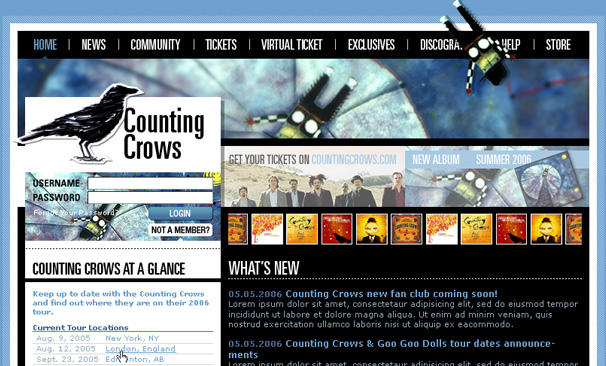 HOME | NEWS | COMMUNITY | TICKETS | VIRTUAL TICKET | EXCLUSIVES | DISCOGRA HELP | STORE
Counting
Crows
GET YOUR TICKETS ON COUNTINGCROWS.COM
NEW ALBUM SUMMER 2006
USERNAME
PASSWORD
Forgot Your Password?
LOGIN
NOT A MEMBER?
COUNTING CROWS AT A GLANCE
Keep up to date with the Counting Crows
and find out where they are on their 2006
tour.
Current Tour Locations
Aug. 9, 2005 New York, NY
Aug. 12, 2005 London, England
Sept. 23, 2005 Edmonton, AB
WHAT'S NEW
05.05.2006 Counting Crows new fan club coming soon!
Lorem ipsum dolor sit amet, consectetur adipisicing elit, sed do eiusmod tempor
incididunt ut labore et dolore magna aliqua. Ut enim ad minim veniam, quis
nostrud exercitation ullamco laboris nisi ut aliquip ex eacommodo.
05.05.2006 Counting Crows & Goo Goo Dolls tour dates announce-
ments
Lorem ipsum dolor sit amet, consectetur adipisicing elit, sed do eiusmod tempor